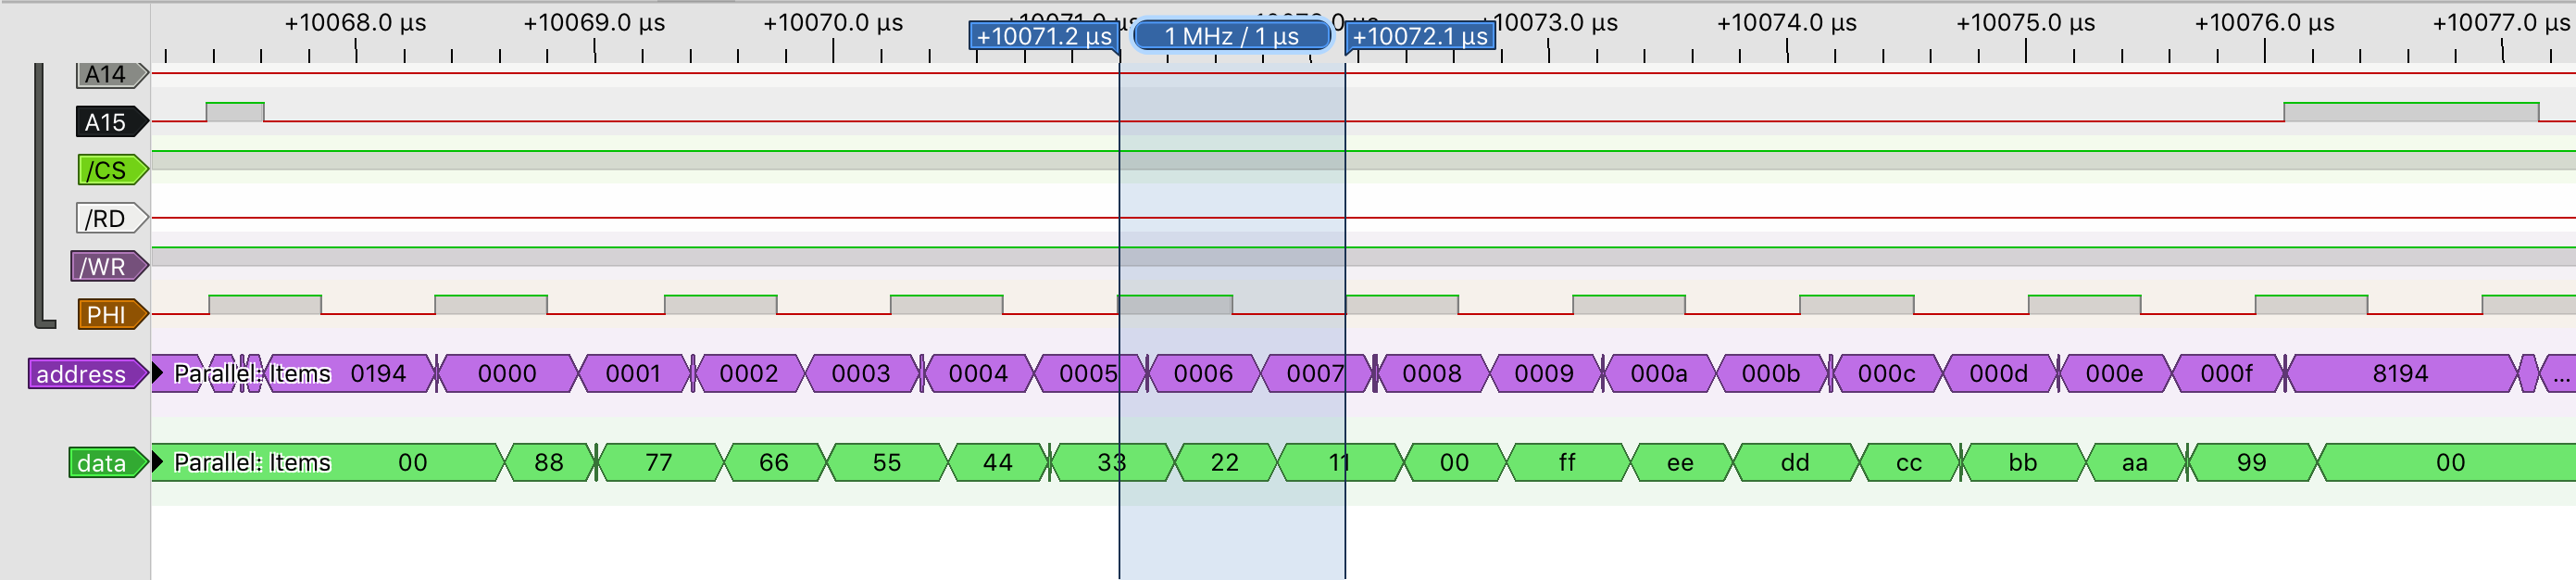 +10068.0 µs +10069.0 µs +10070.0 µs +10071.0 µs +10073.0 µs +10074.0 µs +10075.0 µs +10076.0 µs +10077.0 µs
+10071.2 µs 1 MHz / 1 µs +10072.1 µs
A14
A15
/CS
/RD
/WR
PHI
address Parallel: Items 0194 0000 0001 0002 0003 0004 0005 0006 0007 0008 0009 000a 000b 000c 000d 000e 000f 8194 ...
data Parallel: Items 00 88 77 66 55 44 33 22 11 00 ff ee dd cc bb aa 99 00